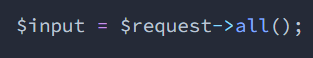 $input = $request->all();